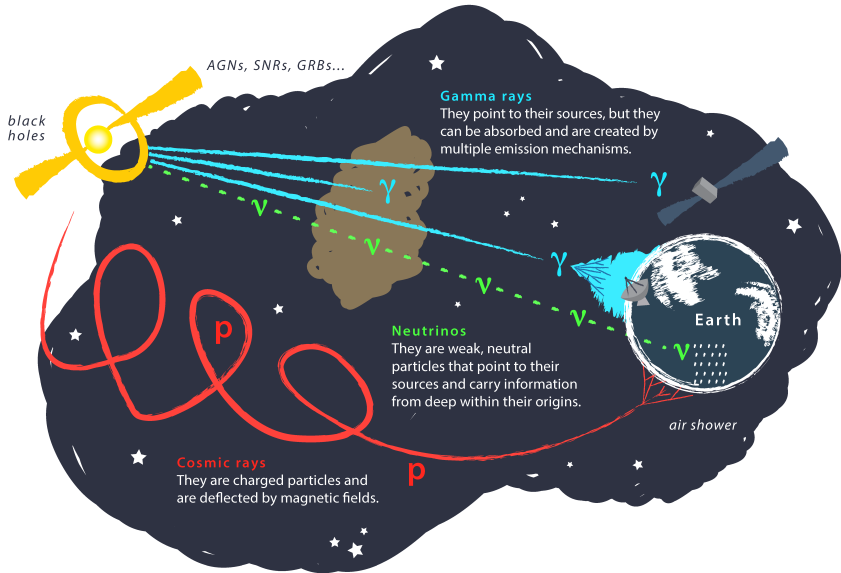 AGNs, SNRs, GRBs...
black
holes
Gamma rays
They point to their sources, but they
can be absorbed and are created by
multiple emission mechanisms.
γ
γ
γ
ν
ν
ν
ν
ν
Earth
p
Neutrinos
They are weak, neutral
particles that point to their
sources and carry information
from deep within their origins.
air shower
Cosmic rays
They are charged particles and
are deflected by magnetic fields.
p